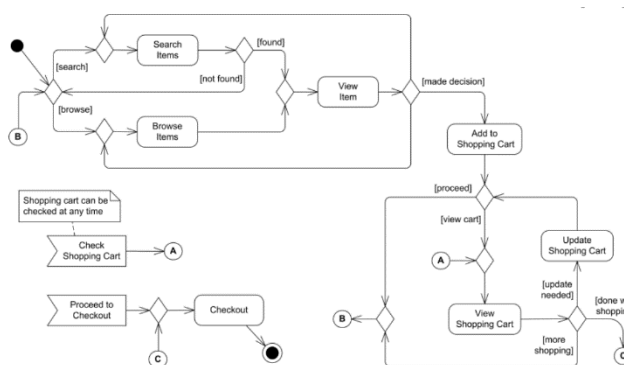 Search
Items
[found]
[search]
[not found]
View
Item
[made decision]
B
[browse]
Browse
Items
Add to
Shopping Cart
Shopping cart can be
checked at any time
[proceed]
[view cart]
Check
Shopping Cart
A
A
Update
Shopping Cart
[update
needed]
[done w
shopping
Proceed to
Checkout
Checkout
B
View
Shopping Cart
[more
shopping]
C